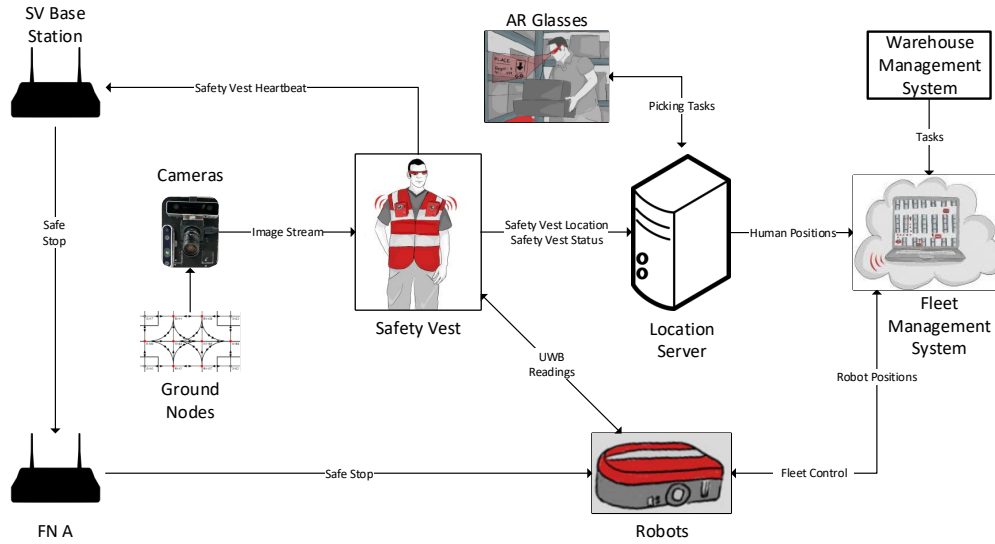 SV Base
Station
AR Glasses
Warehouse
Management
System
Safety Vest Heartbeat
PLACE
Picking Tasks
Tasks
Cameras
Safe
Stop
Image Stream
Safety Vest Location
Safety Vest Status
Human Positions
Safety Vest
Location
Server
Fleet
Management
System
UWB
Readings
Ground
Nodes
Robot Positions
Safe Stop
Fleet Control
FN A
Robots